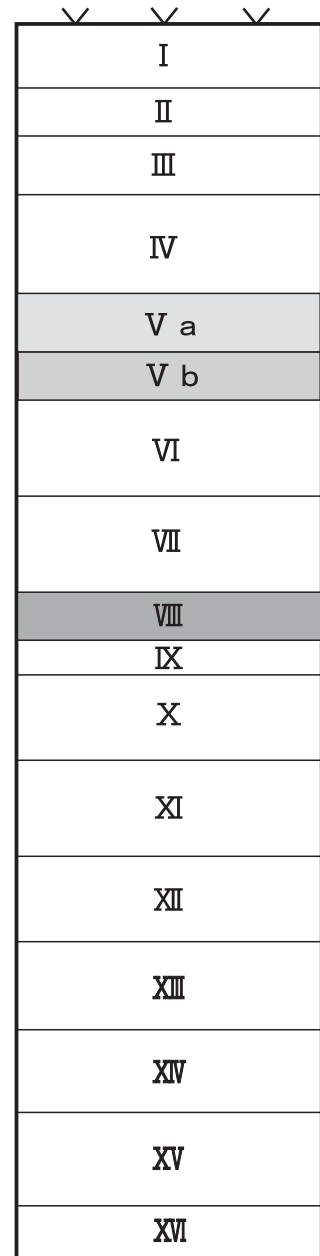 Ⅰ
Ⅱ
Ⅲ
Ⅳ
Ⅴ a
Ⅴ b
Ⅵ
Ⅶ
Ⅷ
Ⅸ
Ⅹ
Ⅺ
Ⅻ
XⅢ
XⅣ
XⅤ
XⅥ